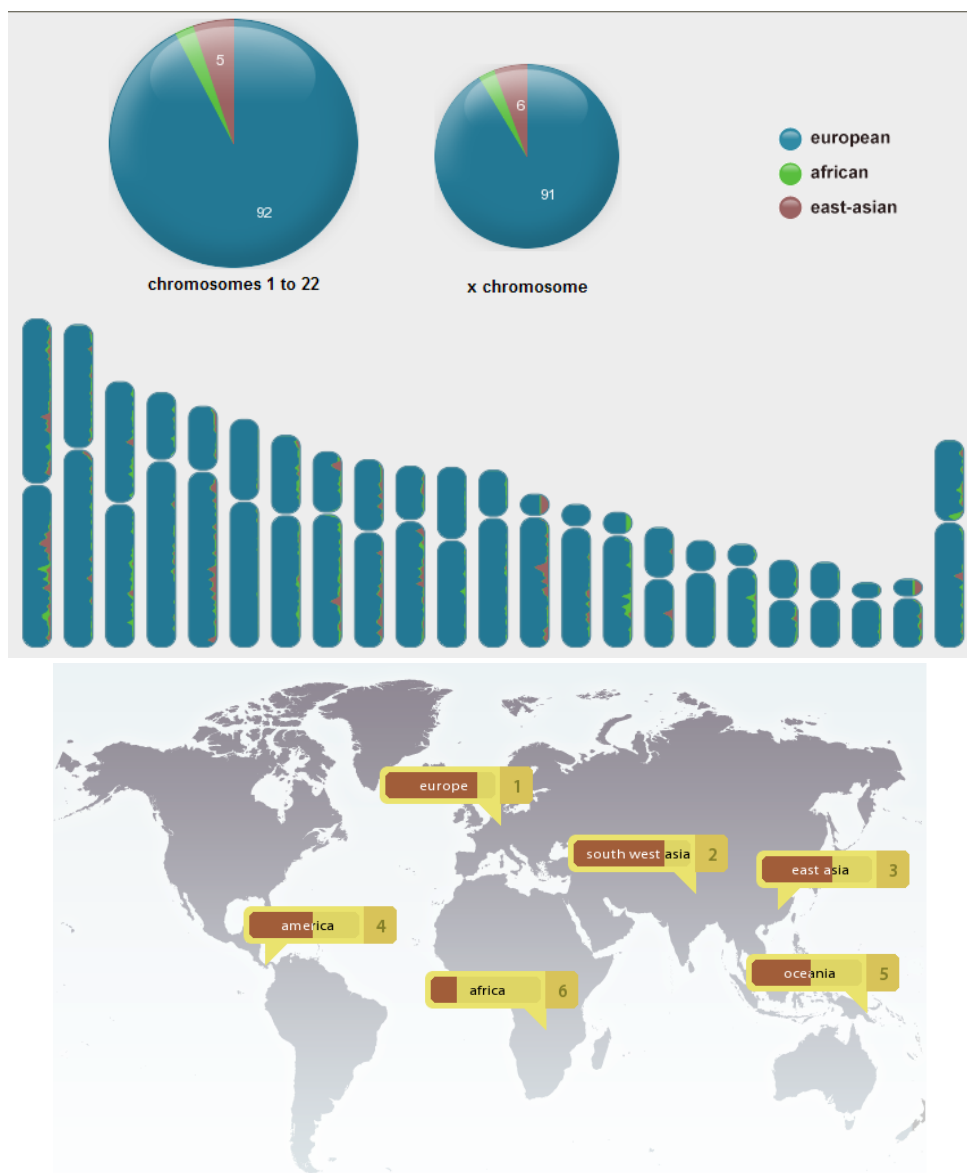 5
92
6
91
european
african
east-asian
chromosomes 1 to 22
x chromosome
europe 1
south west asia 2
east asia 3
america 4
oceania 5
africa 6